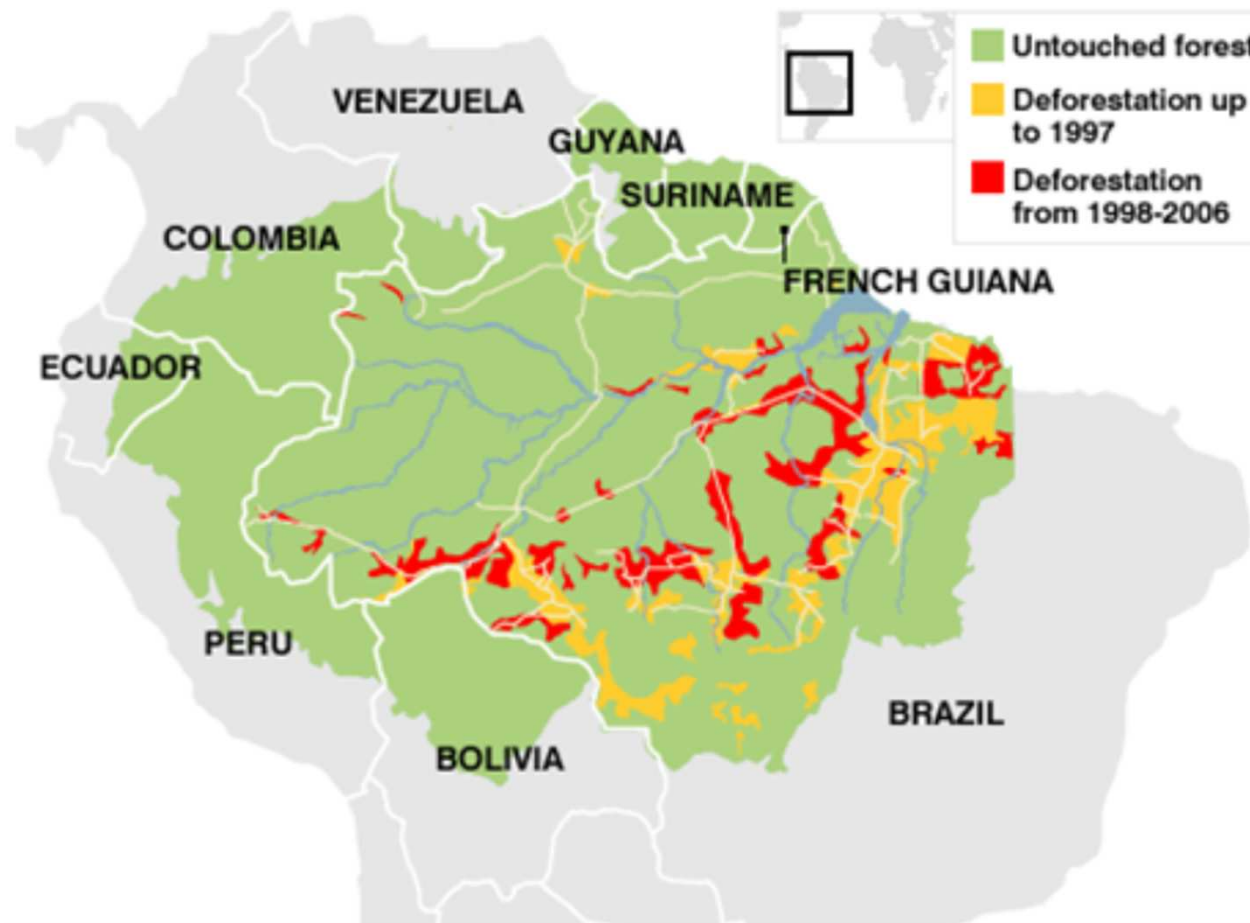 Untouched forest
Deforestation up
to 1997
Deforestation
from 1998-2006
VENEZUELA
GUYANA
SURINAME
COLOMBIA
FRENCH GUIANA
ECUADOR
PERU
BRAZIL
BOLIVIA